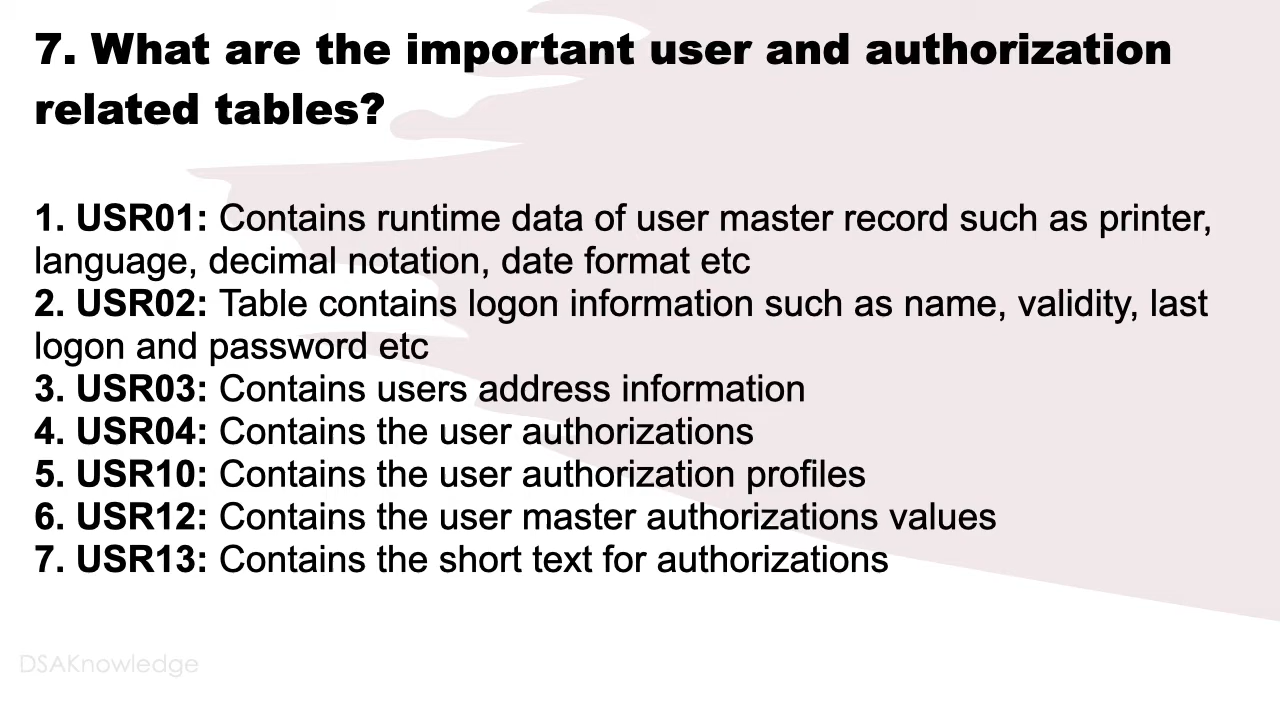 7. What are the important user and authorization
related tables?
1. USR01: Contains runtime data of user master record such as printer,
language, decimal notation, date format etc
2. USR02: Table contains logon information such as name, validity, last
logon and password etc
3. USR03: Contains users address information
4. USR04: Contains the user authorizations
5. USR10: Contains the user authorization profiles
6. USR12: Contains the user master authorizations values
7. USR13: Contains the short text for authorizations
DSAKnowledge